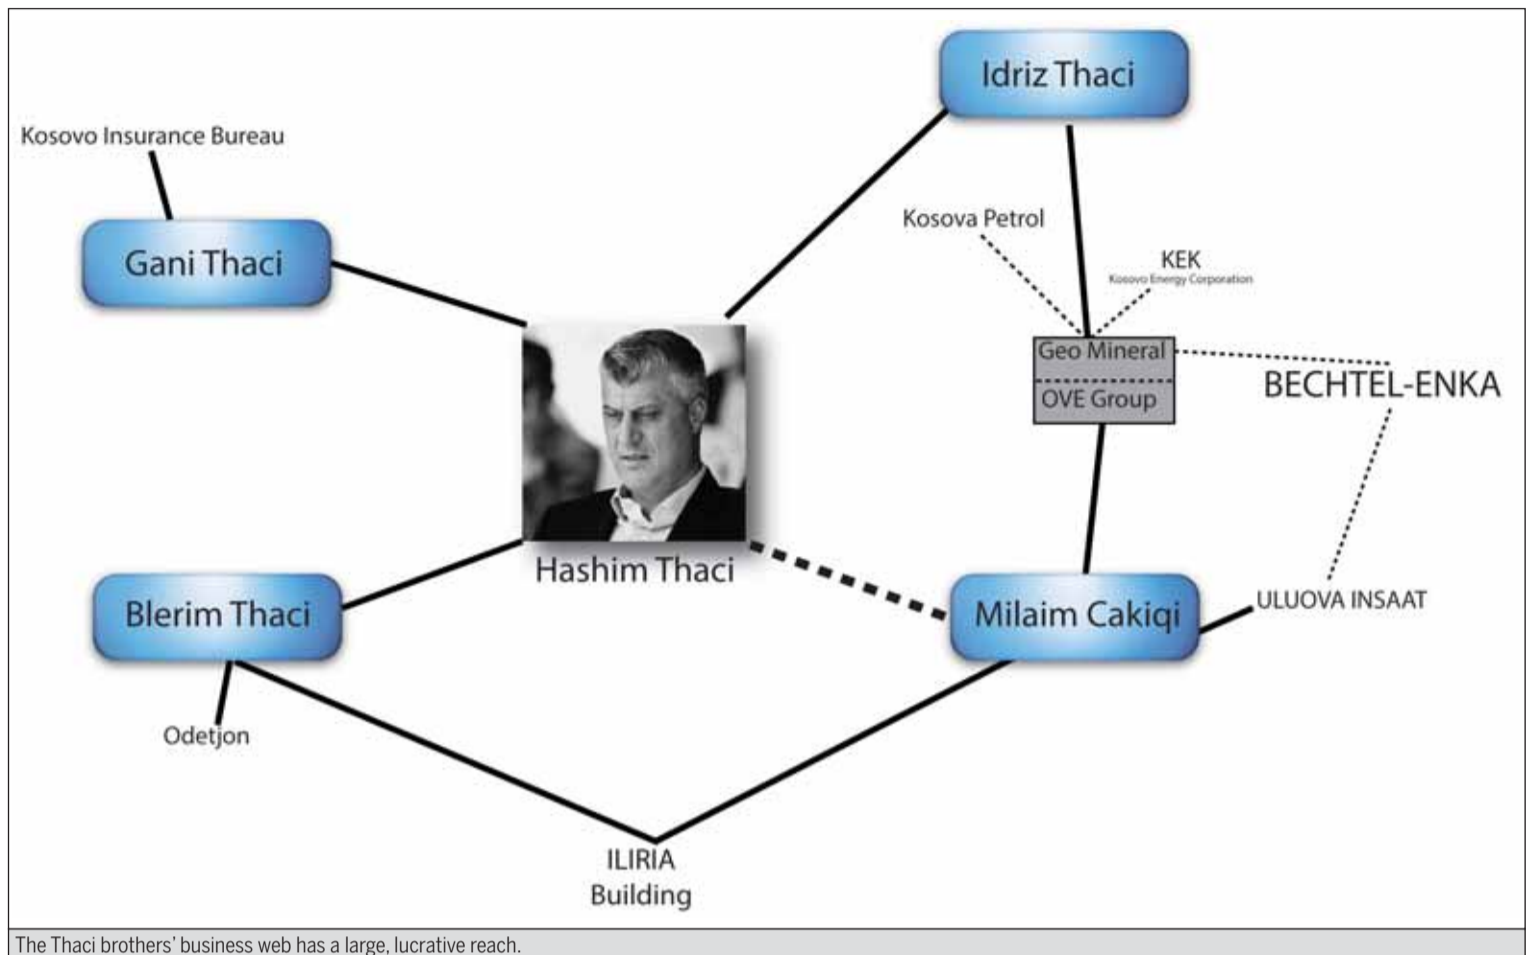 Idriz Thaci
Kosovo Insurance Bureau
Gani Thaci
Kosova Petrol
KEK
Kosovo Energy Corporation
Geo Mineral
OVE Group
BECHTEL-ENKA
Hashim Thaci
Blerim Thaci
Milaim Cakiqi
ULUOVA INSAAT
Odetjon
ILIRIA
Building
The Thaci brothers' business web has a large, lucrative reach.